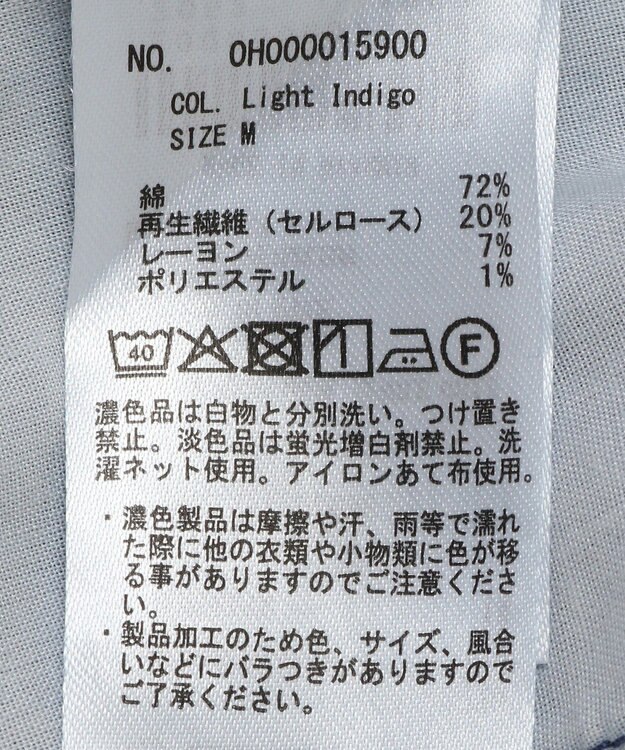 NO. 0H000015900
COL. Light Indigo
SIZE M
綿 72%
再生繊維（セルロース） 20%
レーヨン 7%
ポリエステル 1%
40 F
濃色品は白物と分別洗い。つけ置き
禁止。淡色品は蛍光増白剤禁止。洗
濯ネット使用。アイロンあて布使用。
・濃色製品は摩擦や汗、雨等で濡れ
た際に他の衣類や小物類に色が移
る事がありますのでご注意くださ
い。
・製品加工のため色、サイズ、風合
いなどにバラつきがありますので
ご了承ください。